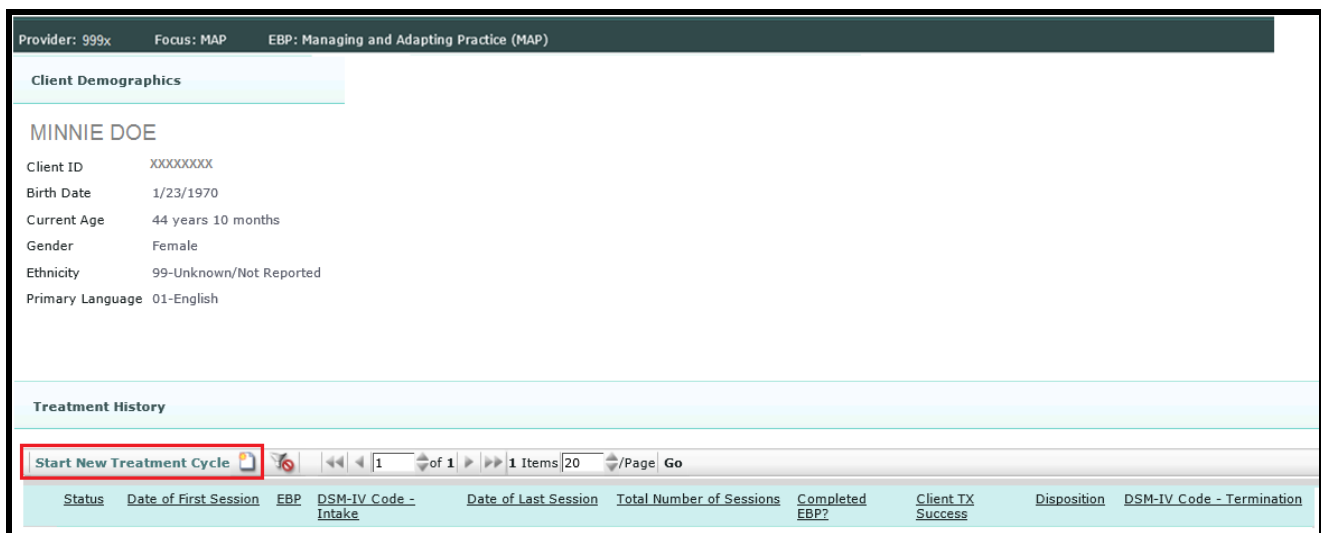 Provider: 999x Focus: MAP EBP: Managing and Adapting Practice (MAP)
Client Demographics
MINNIE DOE
Client ID XXXXXXXX
Birth Date 1/23/1970
Current Age 44 years 10 months
Gender Female
Ethnicity 99-Unknown/Not Reported
Primary Language 01-English
Treatment History
Start New Treatment Cycle 1 of 1 1 Items 20 /Page Go
Status Date of First Session EBP DSM-IV Code - Date of Last Session Total Number of Sessions Completed Client TX Disposition DSM-IV Code - Termination
Intake EBP? Success